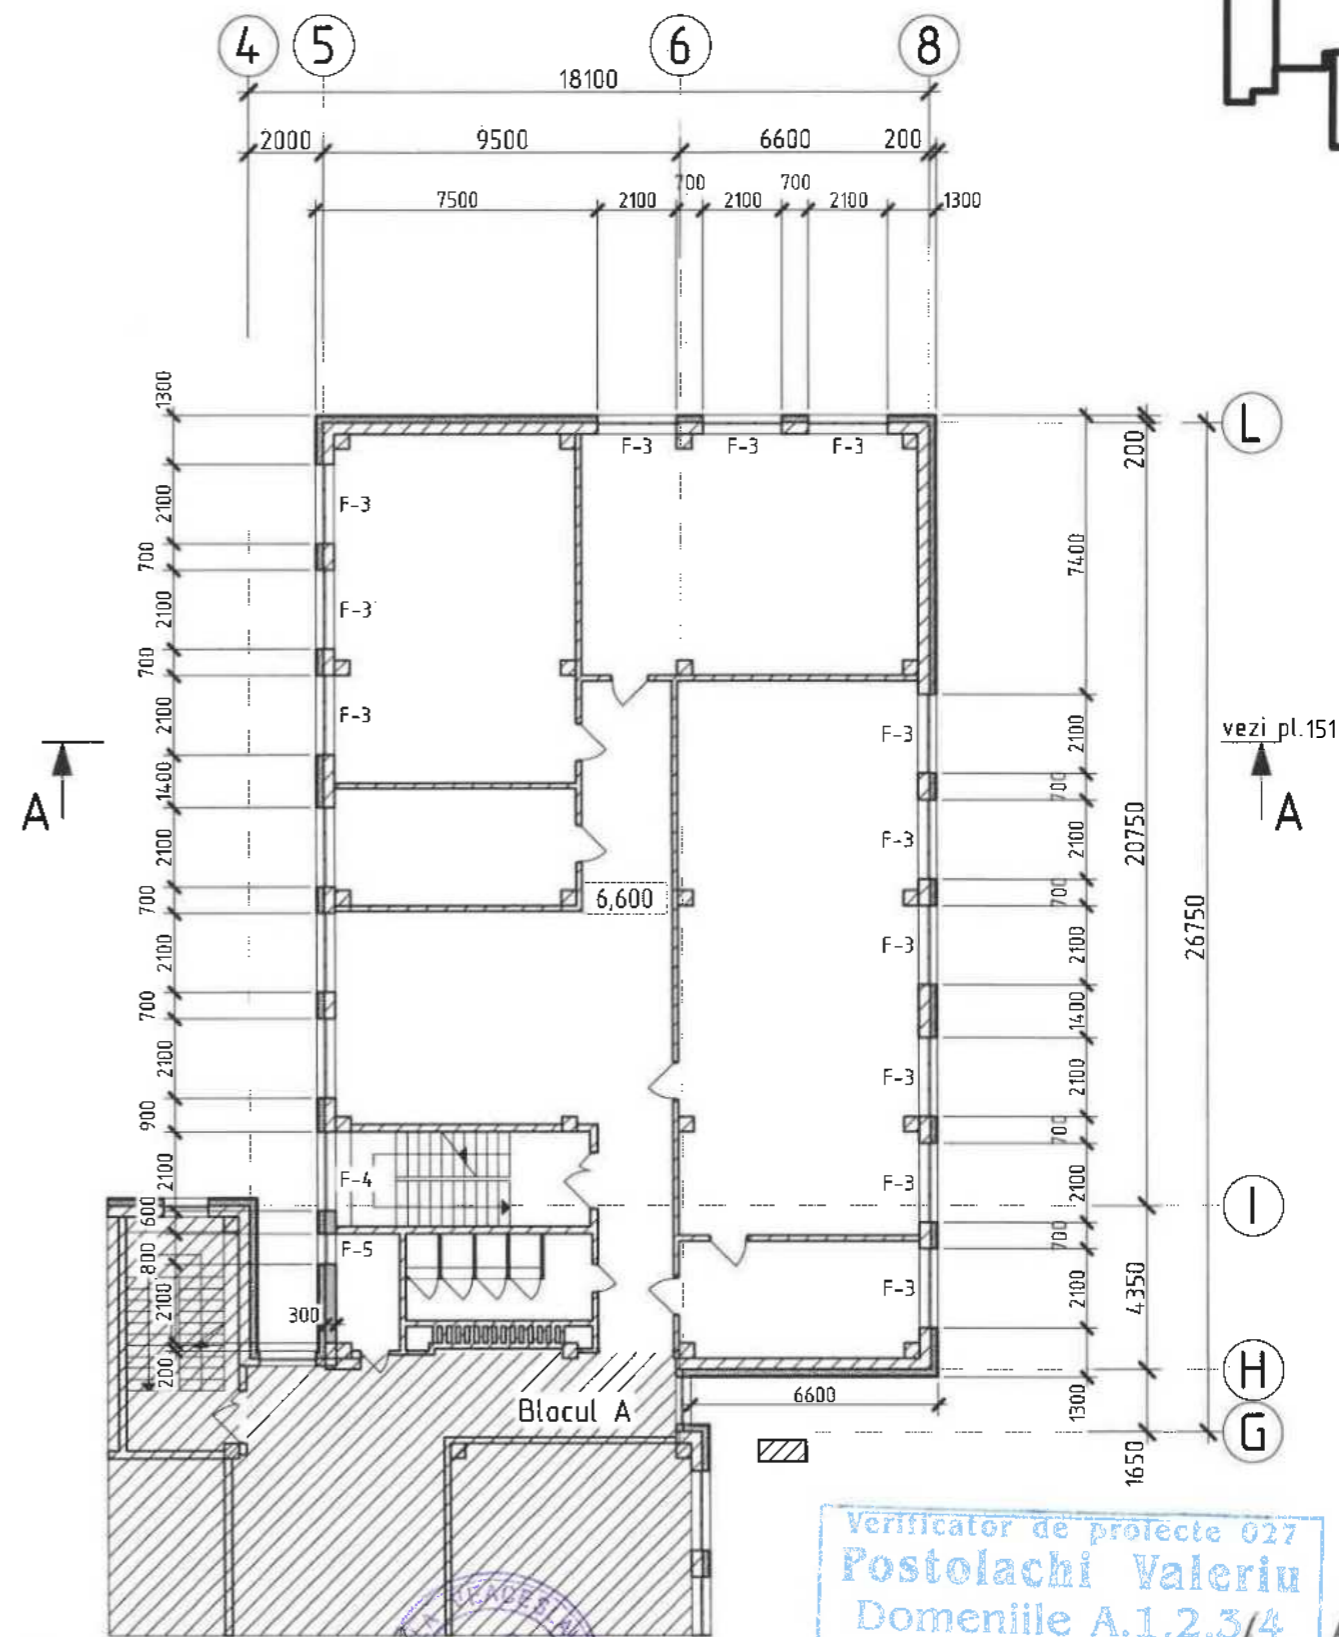 4 5 6 8
18100
2000 9500 6600 200
700 700
7500 2100 2100 2100 1300
1300
2100
700
2100
700
2100
1400
2100
700
2100
700
2100
900
2100
600
800
2100
200
L
200
7400
2100
700
2100
700
2100
1400
2100
700
2100
700
2100
1300
20750
4350
1650
26750
F-3 F-3 F-3
F-3
F-3
F-3
F-3
F-3
F-3
F-3
F-3
F-3
vezi pl.151
A A
6,600
F-4
I
F-5
300
H
6600
Blocul A
G
Verificator de proiecte 027
Postolachi Valeriu
Domeniile A.1.2.3.4